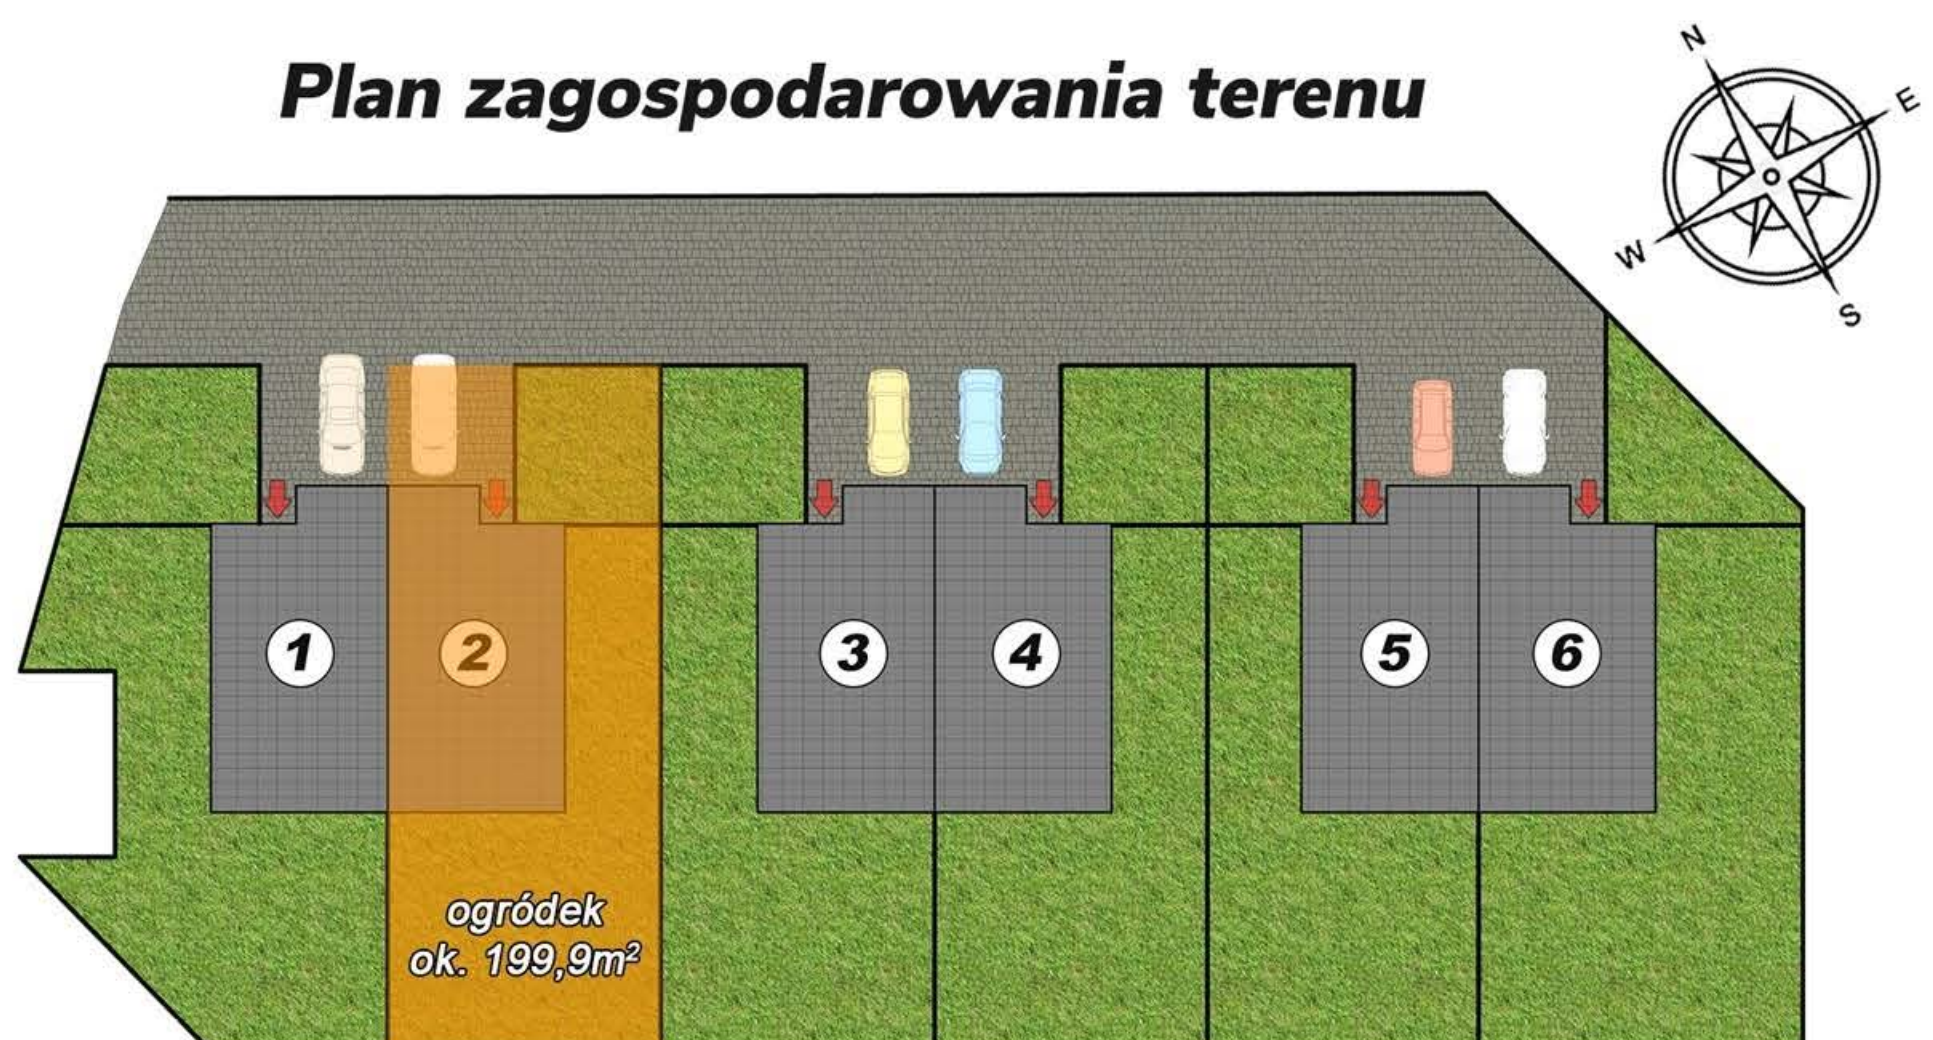 Plan zagospodarowania terenu
N
E
W
S
1
2
3
4
5
6
ogródek
ok. 199,9m²